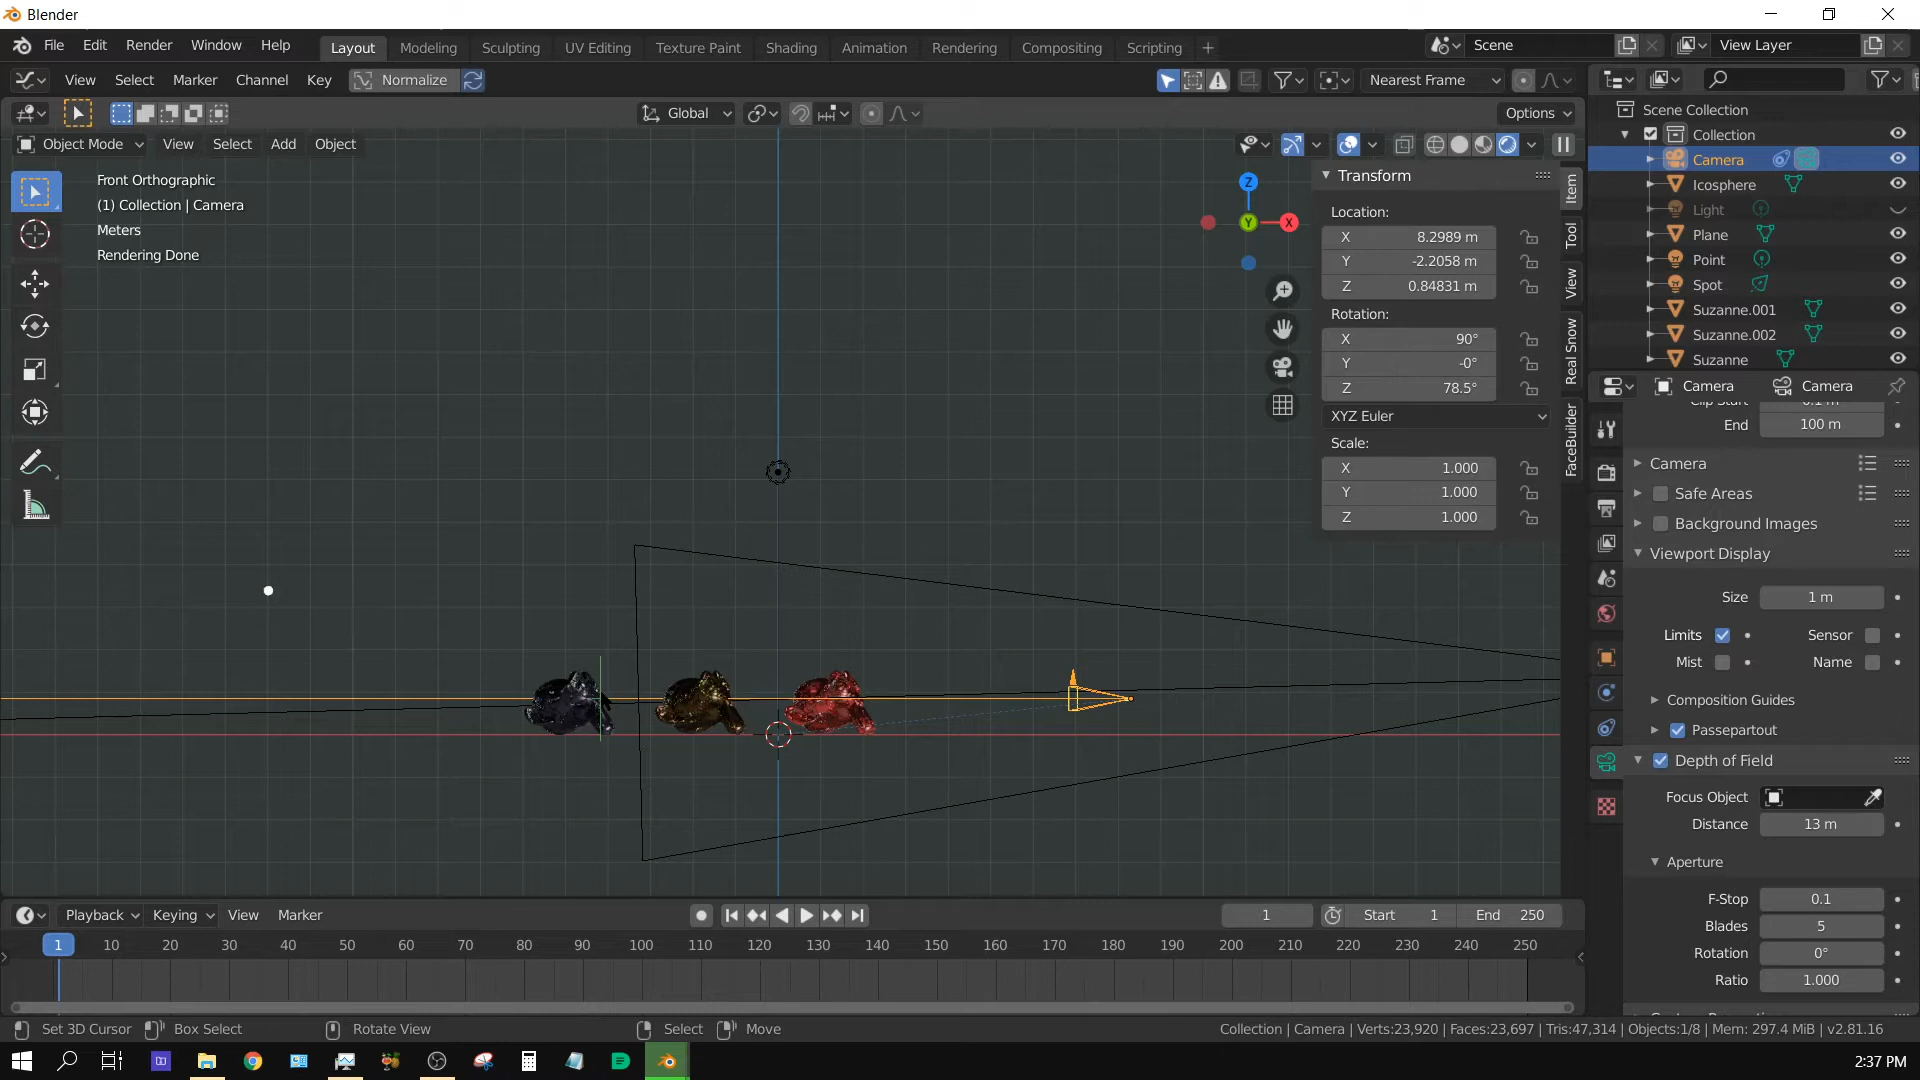 Blender
File Edit Render Window Help Layout Modeling Sculpting UV Editing Texture Paint Shading Animation Rendering Compositing Scripting + Scene View Layer
View Select Marker Channel Key Normalize Nearest Frame
Global Options
Object Mode View Select Add Object
Front Orthographic
(1) Collection | Camera
Meters
Rendering Done
Z
Y
X
Transform
Location:
X 8.2989 m
Y -2.2058 m
Z 0.84831 m
Rotation:
X 90°
Y -0°
Z 78.5°
XYZ Euler
Scale:
X 1.000
Y 1.000
Z 1.000
Item
Tool
View
Real Snow
FaceBuilder
Scene Collection
Collection
Camera
Icosphere
Light
Plane
Point
Spot
Suzanne.001
Suzanne.002
Suzanne
Camera Camera
Clip Start 0.1 m
End 100 m
Camera
Safe Areas
Background Images
Viewport Display
Size 1 m
Limits Sensor
Mist Name
Composition Guides
Passepartout
Depth of Field
Focus Object
Distance 13 m
Aperture
F-Stop 0.1
Blades 5
Rotation 0°
Ratio 1.000
Playback Keying View Marker 1 Start 1 End 250
1 10 20 30 40 50 60 70 80 90 100 110 120 130 140 150 160 170 180 190 200 210 220 230 240 250
Set 3D Cursor Box Select Rotate View Select Move Collection | Camera | Verts:23,920 | Faces:23,697 | Tris:47,314 | Objects:1/8 | Mem: 297.4 MiB | v2.81.16
2:37 PM